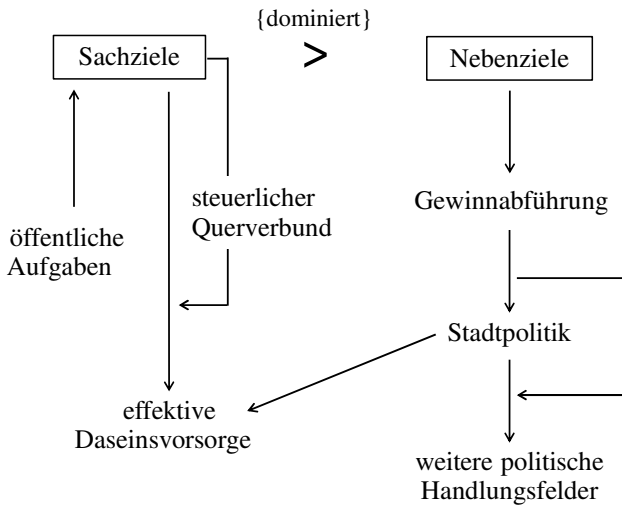 {dominiert}
Sachziele
>
Nebenziele
steuerlicher
Querverbund
Gewinnabführung
öffentliche
Aufgaben
Stadtpolitik
effektive
Daseinsvorsorge
weitere politische
Handlungsfelder